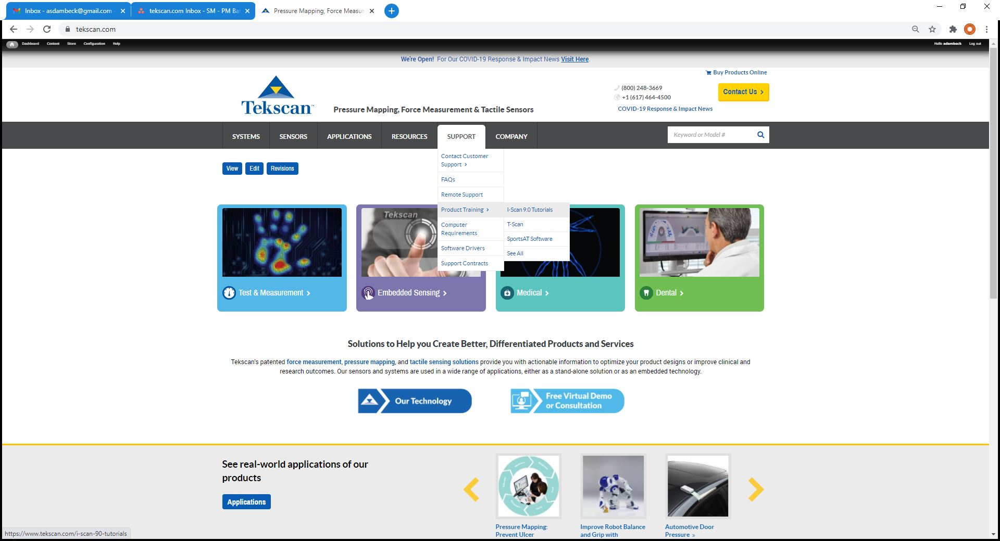 Inbox - asdambeck@gmail.com -
tekscan.com Inbox - SM - PM Ba
Pressure Mapping, Force Measur
tekscan.com
Dashboard Content Store Configuration Help
Hello adambeck Log out
We're Open! For Our COVID-19 Response & Impact News Visit Here.
Buy Products Online
(800) 248-3669
+1 (617) 464-4500
Contact Us >
COVID-19 Response & Impact News
Tekscan™
Pressure Mapping, Force Measurement & Tactile Sensors
SYSTEMS SENSORS APPLICATIONS RESOURCES SUPPORT COMPANY
Keyword or Model #
Contact Customer
Support >
FAQs
Remote Support
Product Training >
Computer
Requirements
Software Drivers
Support Contracts
I-Scan 9.0 Tutorials
T-Scan
SportsAT Software
See All
View Edit Revisions
Tekscan
Test & Measurement >
Embedded Sensing >
Medical >
Dental >
Solutions to Help you Create Better, Differentiated Products and Services
Tekscan's patented force measurement, pressure mapping, and tactile sensing solutions provide you with actionable information to optimize your product designs or improve clinical and
research outcomes. Our sensors and systems are used in a wide range of applications, either as a stand-alone solution or as an embedded technology.
Our Technology
Free Virtual Demo
or Consultation
See real-world applications of our
products
Applications
Pressure Mapping:
Prevent Ulcer
Improve Robot Balance
and Grip with
Automotive Door
Pressure »
https://www.tekscan.com/i-scan-90-tutorials